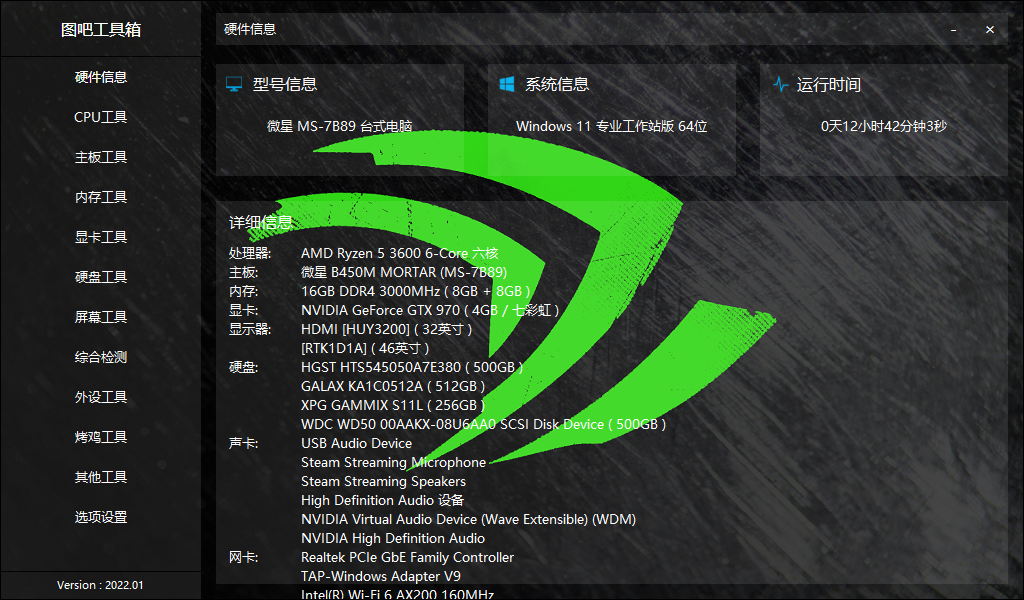 图吧工具箱
硬件信息
CPU工具
主板工具
内存工具
显卡工具
硬盘工具
屏幕工具
综合检测
外设工具
烤鸡工具
其他工具
选项设置
Version : 2022.01
硬件信息
型号信息
微星 MS-7B89 台式电脑
系统信息
Windows 11 专业工作站版 64位
运行时间
0天12小时42分钟3秒
详细信息
处理器: AMD Ryzen 5 3600 6-Core 六核
主板: 微星 B450M MORTAR (MS-7B89)
内存: 16GB DDR4 3000MHz ( 8GB + 8GB )
显卡: NVIDIA GeForce GTX 970 ( 4GB / 七彩虹 )
显示器: HDMI [HUY3200] ( 32英寸 )
[RTK1D1A] ( 46英寸 )
硬盘: HGST HTS545050A7E380 ( 500GB )
GALAX KA1C0512A ( 512GB )
XPG GAMMIX S11L ( 256GB )
WDC WD50 00AAKX-08U6AA0 SCSI Disk Device ( 500GB )
声卡: USB Audio Device
Steam Streaming Microphone
Steam Streaming Speakers
High Definition Audio 设备
NVIDIA Virtual Audio Device (Wave Extensible) (WDM)
NVIDIA High Definition Audio
网卡: Realtek PCIe GbE Family Controller
TAP-Windows Adapter V9
Intel(R) Wi-Fi 6 AX200 160MHz